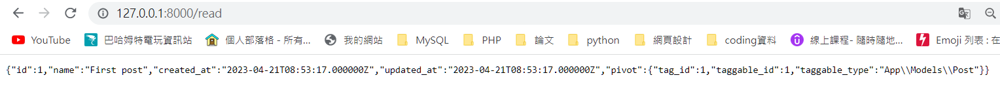 127.0.0.1:8000/read
YouTube 巴哈姆特電玩資訊站 個人部落格 - 所有... 我的網站 MySQL PHP 論文 python 網頁設計 coding資料 線上課程- 隨時隨地... Emoji 列表 : 在
{"id":1,"name":"First post","created_at":"2023-04-21T08:53:17.000000Z","updated_at":"2023-04-21T08:53:17.000000Z","pivot":{"tag_id":1,"taggable_id":1,"taggable_type":"App\\Models\\Post"}}